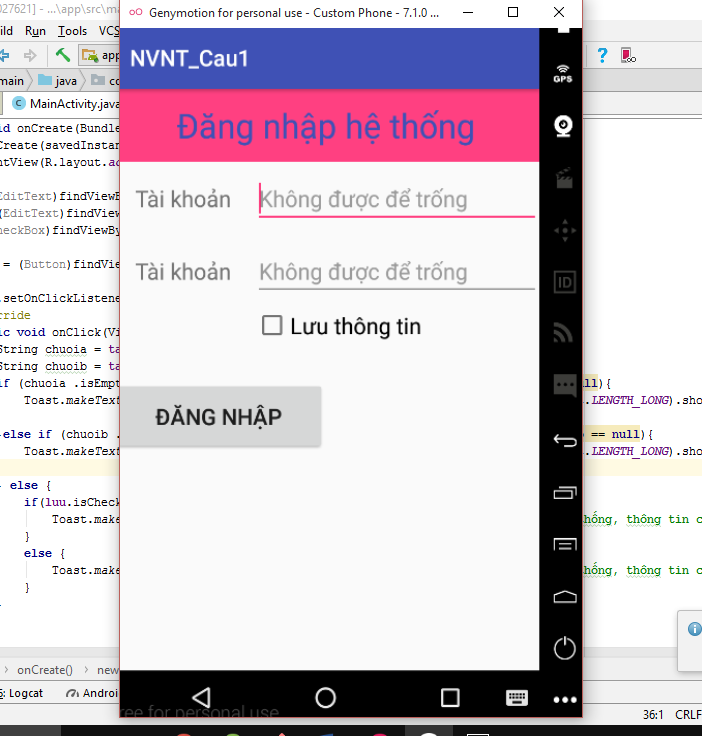 027621] - ...\app\src\ma
Genymotion for personal use - Custom Phone - 7.1.0 ...
ild Run Tools VCS
app
main java co
MainActivity.java
NVNT_Cau1
GPS
Đăng nhập hệ thống
Tài khoản Không được để trống
ID
Tài khoản Không được để trống
Lưu thông tin
ĐĂNG NHẬP
id onCreate(Bundle
Create(savedInstan
ntView(R.layout.ac
EditText)findViewB
(EditText)findView
heckBox)findViewBy
= (Button)findVie
.setOnClickListene
rride
ic void onClick(Vi
String chuoia = ta
String chuoib = ta
if (chuoia .isEmpt ll){
Toast.makeText .LENGTH_LONG).sho
else if (chuoib . == null){
Toast.makeText .LENGTH_LONG).sho
else {
if(luu.isCheck
Toast.make hống, thông tin c
}
else {
Toast.make hống, thông tin c
}
onCreate() new
6: Logcat Androi
free for personal use
36:1 CRLF